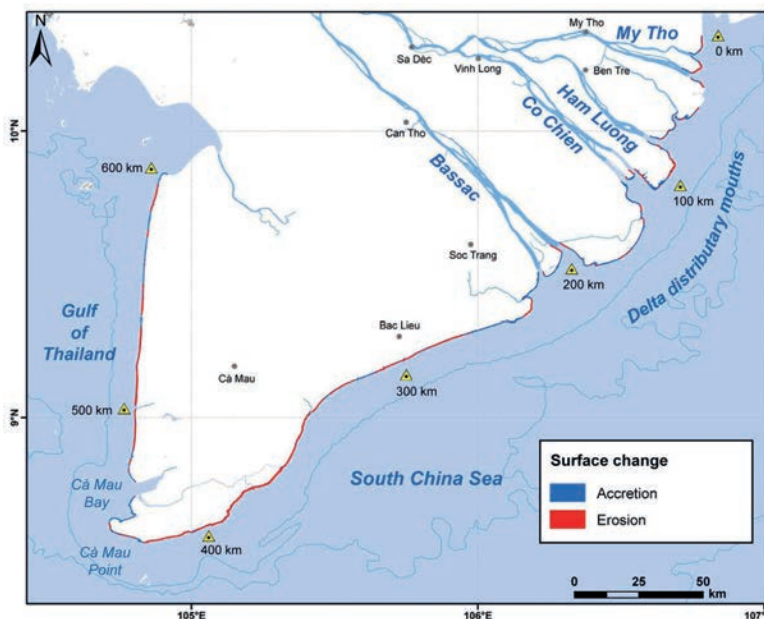 N
My Tho
My Tho
0 km
Sa Déc
Vinh Long
Ben Tre
Ham Luong
Co Chien
Can Tho
10°N
Bassac
600 km
100 km
Delta distributary mouths
Soc Trang
200 km
Gulf
of
Thailand
Bac Lieu
Cà Mau
300 km
500 km
9°N
South China Sea
Surface change
Accretion
Erosion
Cà Mau
Bay
Cà Mau
Point
400 km
0 12.5 25 50
km
105°E
106°E
107°